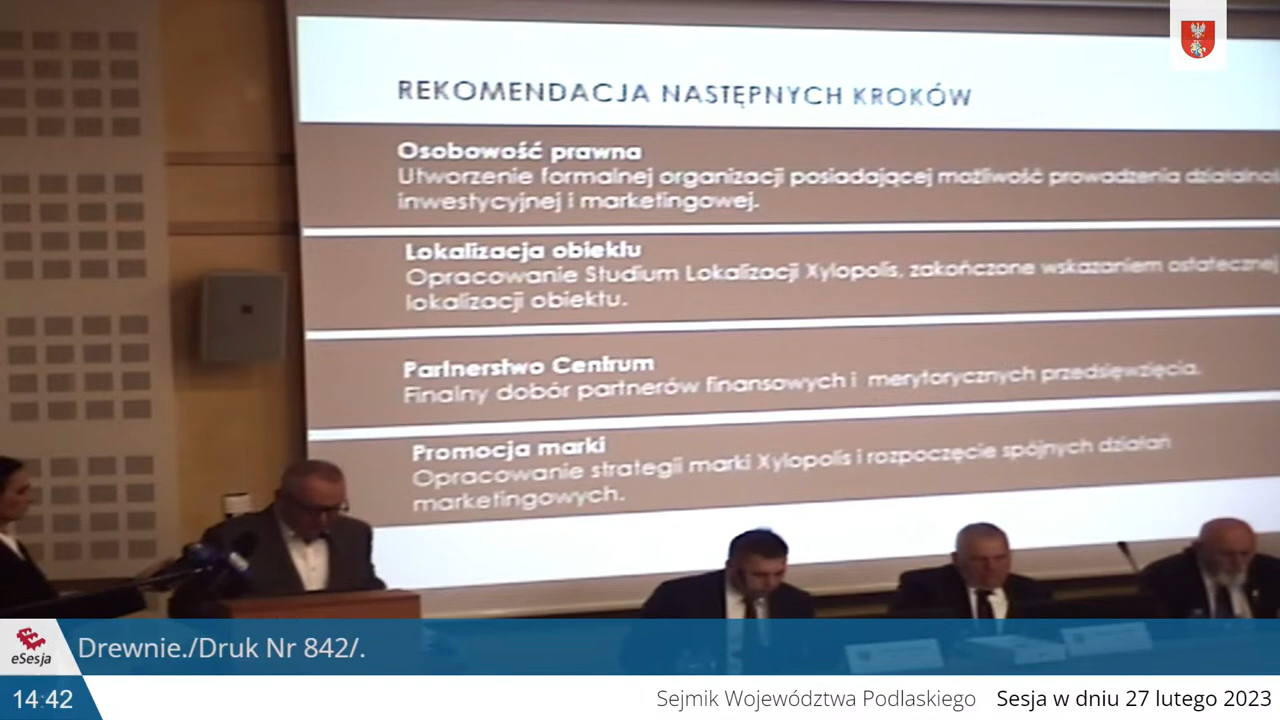 REKOMENDACJA NASTĘPNYCH KROKÓW
Osobowość prawna
Utworzenie formalnej organizacji posiadającej możliwość prowadzenia
inwestycyjnej i marketingowej.
Lokalizacja obiektu
Opracowanie Studium Lokalizacji Xylopolis, zakończone wskazaniem ostatecznej
lokalizacji obiektu.
Partnerstwo Centrum
Finalny dobór partnerów finansowych i merytorycznych przedsięwzięcia.
Promocja marki
Opracowanie strategii marki Xylopolis i rozpoczęcie spójnych działań
marketingowych.
eSesja
Drewnie./Druk Nr 842/.
14:42
Sejmik Województwa Podlaskiego Sesja w dniu 27 lutego 2023